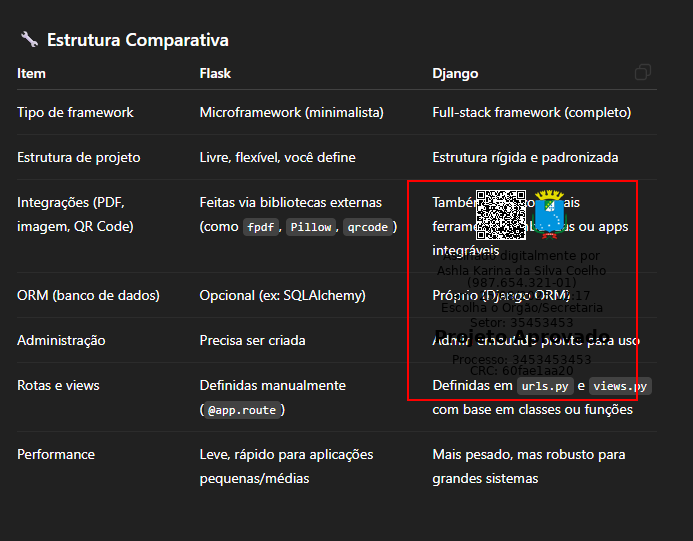 Estrutura Comparativa
Item Flask Django
Tipo de framework Microframework (minimalista) Full-stack framework (completo)
Estrutura de projeto Livre, flexível, você define Estrutura rígida e padronizada
Integrações (PDF, Feitas via bibliotecas externas Também ais
imagem, QR Code) (como fpdf, Pillow, qrcode) ferram as ou apps
integráveis
Assinado digitalmente por
Ashla Karina da Silva Coelho
(987.654.321-01)
ORM (banco de dados) Opcional (ex: SQLAlchemy) Próprio (Django ORM) 17
Escolha o Órgão/Secretaria
Setor: 35453453
Administração Precisa ser criada Admin embutido pronto para uso
Projeto Aprovado
Processo: 3453453453
CRC: 60fae1aa20
Rotas e views Definidas manualmente Definidas em urls.py e views.py
(@app.route) com base em classes ou funções
Performance Leve, rápido para aplicações Mais pesado, mas robusto para
pequenas/médias grandes sistemas